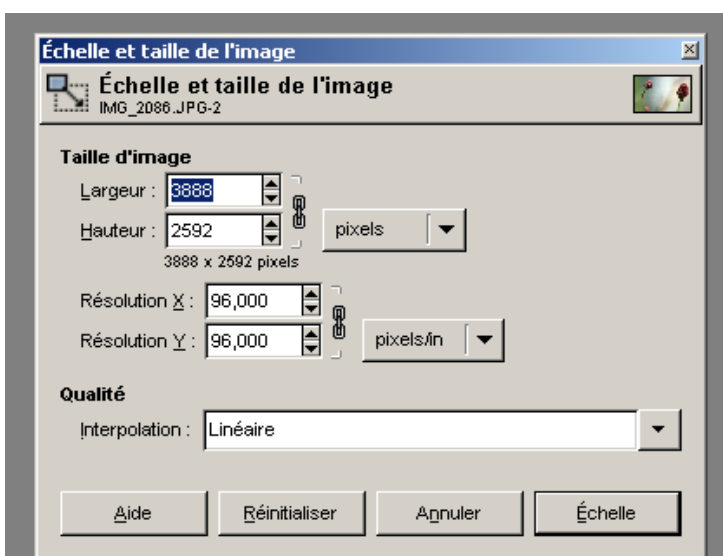 Échelle et taille de l'image
Échelle et taille de l'image
IMG_2086.JPG-2
Taille d'image
Largeur : 3888
Hauteur : 2592 pixels
3888 x 2592 pixels
Résolution X : 96,000
Résolution Y : 96,000 pixels/in
Qualité
Interpolation : Linéaire
Aide Réinitialiser Annuler Échelle